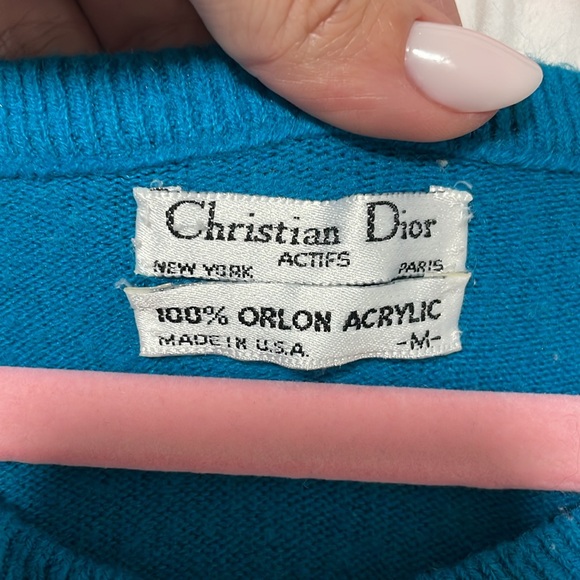 Christian Dior
ACTIFS
NEW YORK PARIS
100% ORLON ACRYLIC
MADE IN U.S.A. -M-